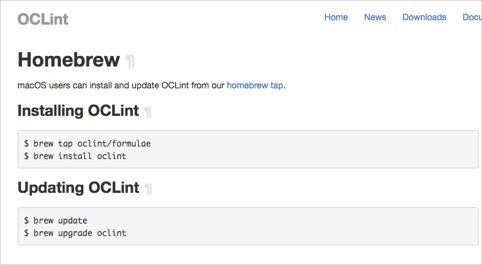 OCLint
Home News Downloads
Homebrew ¶
macOS users can install and update OCLint from our homebrew tap.
Installing OCLint ¶
$ brew tap oclint/formulae
$ brew install oclint
Updating OCLint ¶
$ brew update
$ brew upgrade oclint